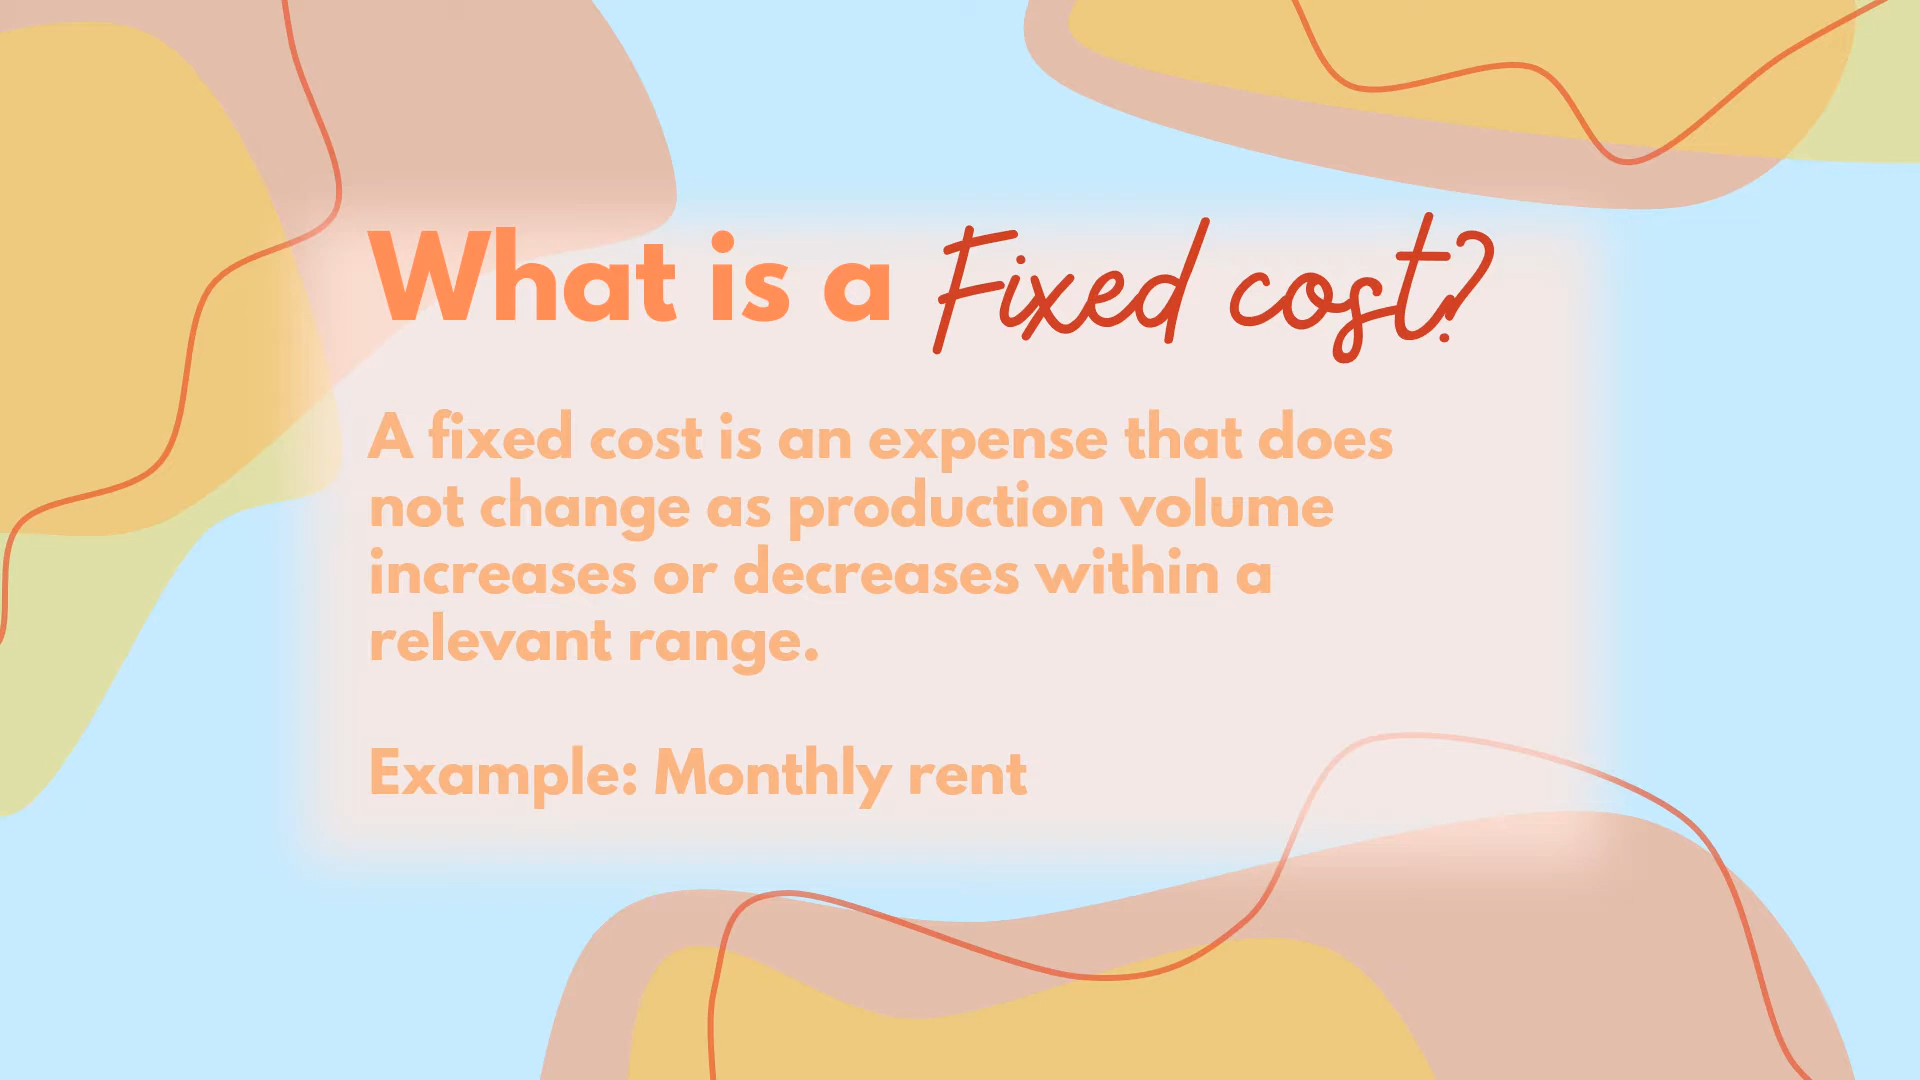 What is a Fixed cost?
A fixed cost is an expense that does
not change as production volume
increases or decreases within a
relevant range.
Example: Monthly rent